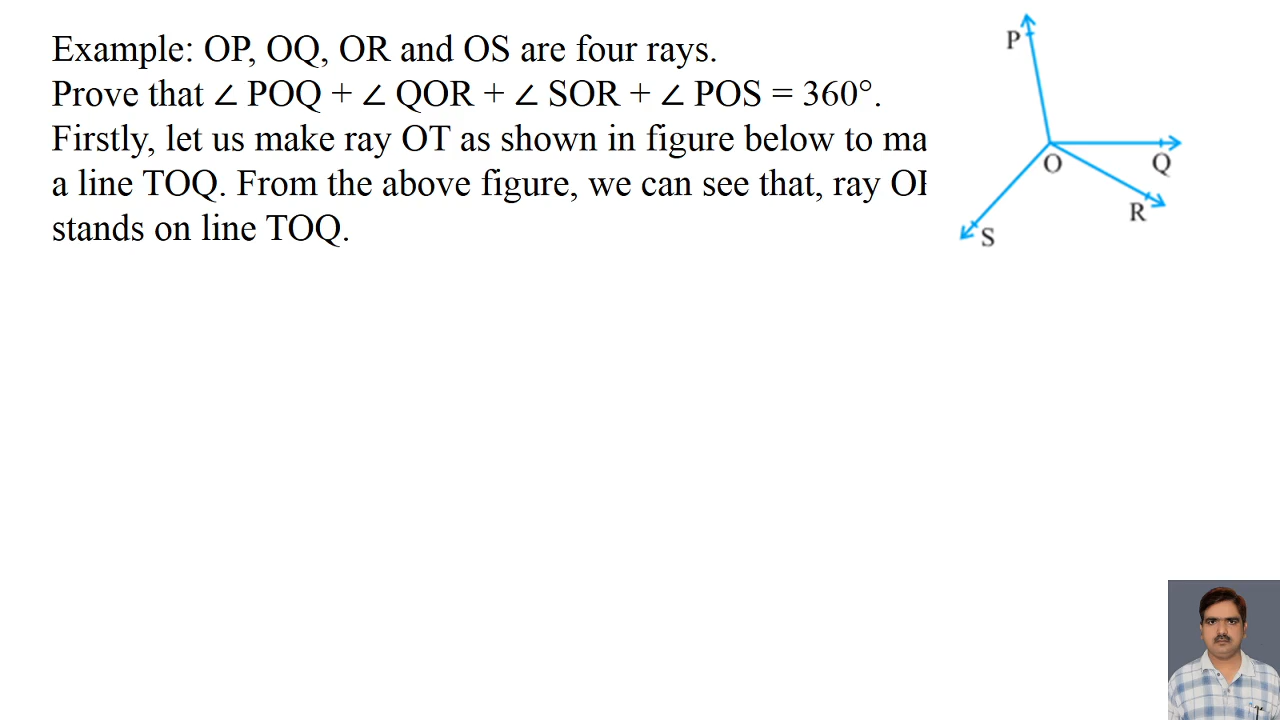 Example: OP, OQ, OR and OS are four rays.
Prove that ∠ POQ + ∠ QOR + ∠ SOR + ∠ POS = 360°.
Firstly, let us make ray OT as shown in figure below to ma
a line TOQ. From the above figure, we can see that, ray
stands on line TOQ.
P
O
Q
R
S